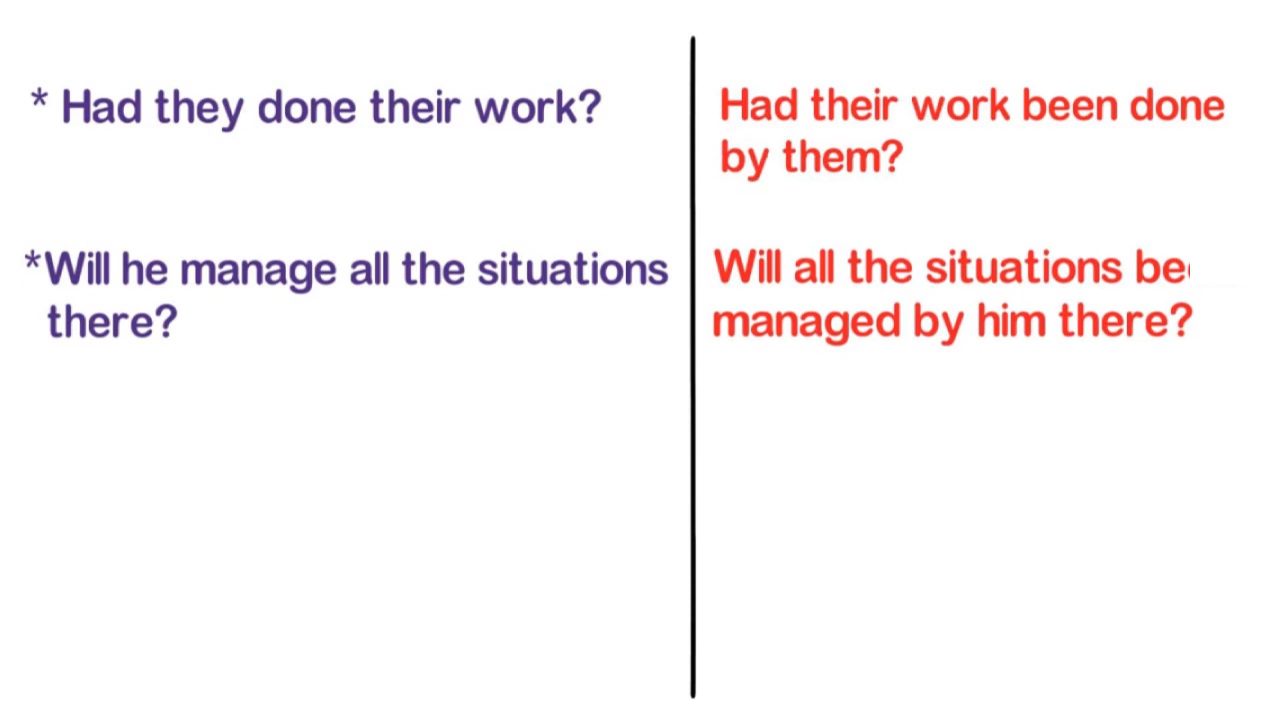 * Had they done their work?
Had their work been done
by them?
*Will he manage all the situations
there?
Will all the situations be
managed by him there?